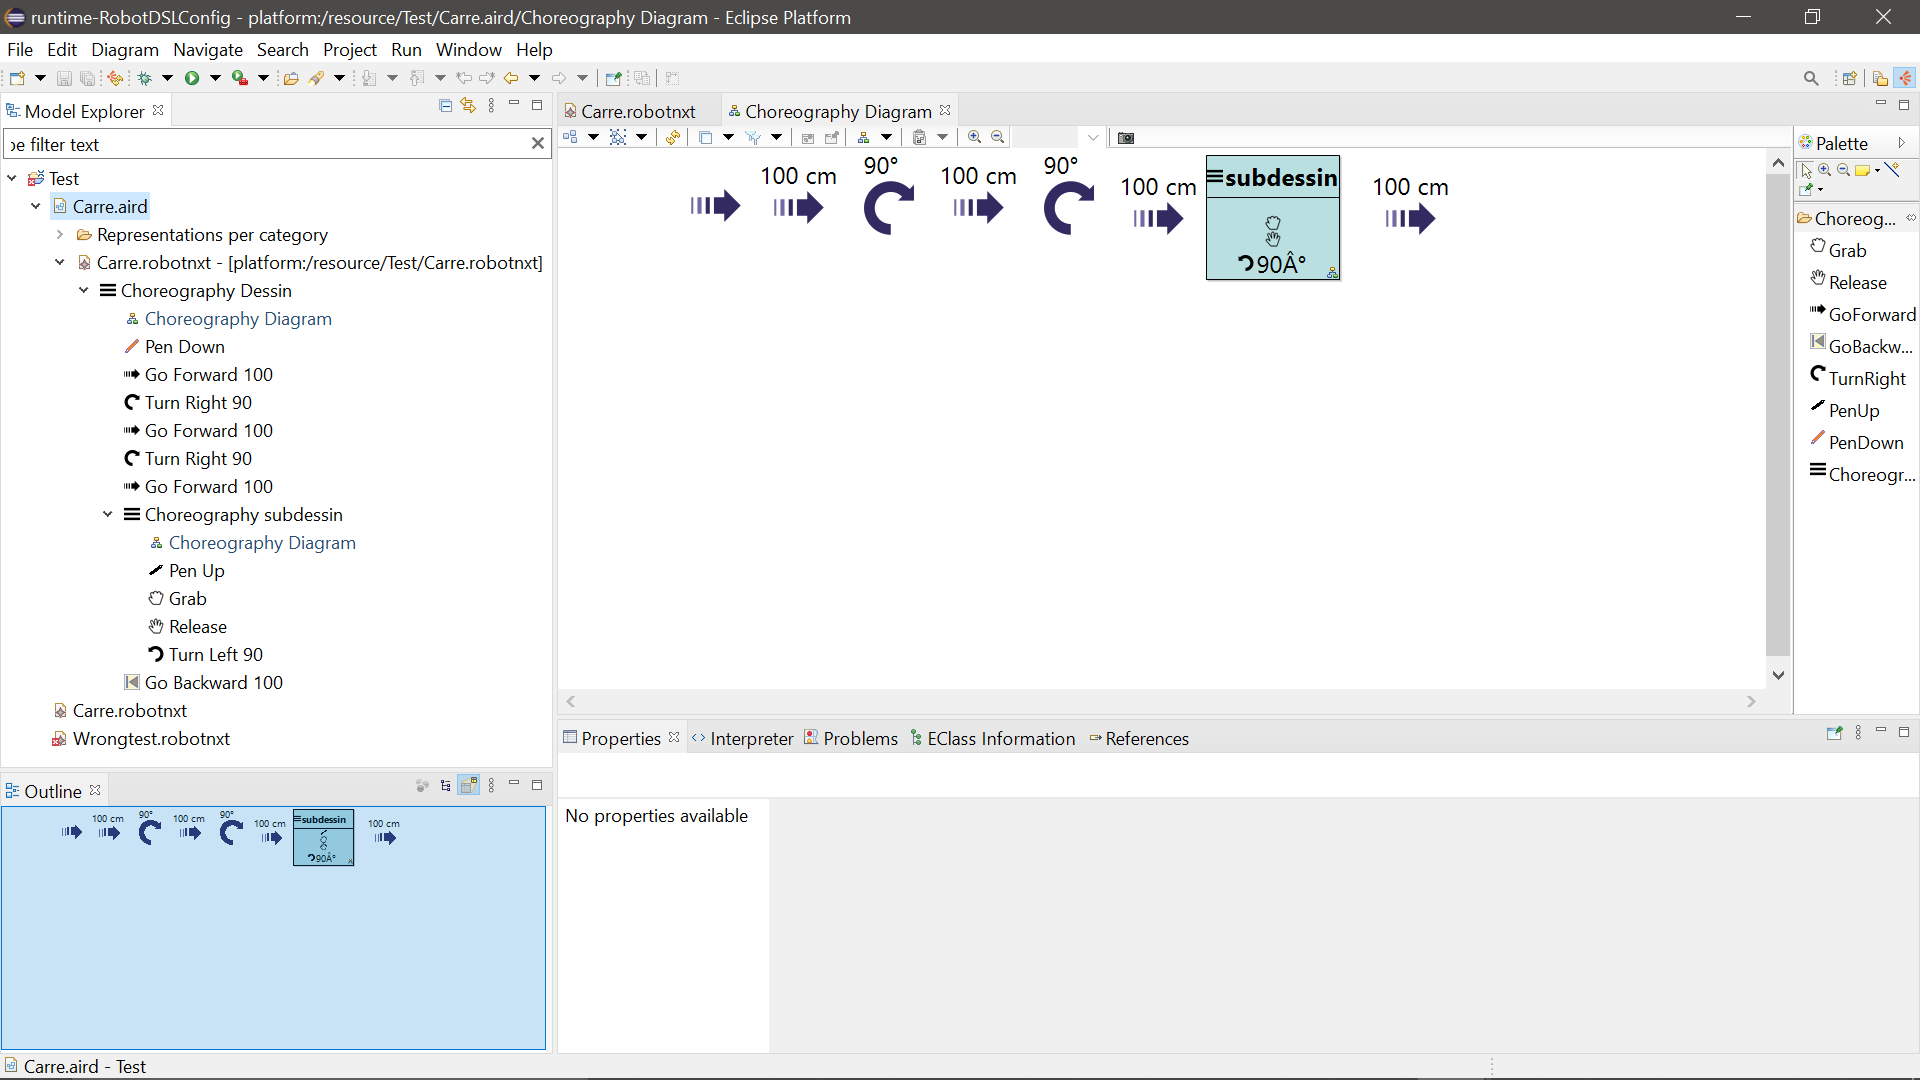 runtime-RobotDSLConfig - platform:/resource/Test/Carre.aird/Choreography Diagram - Eclipse Platform
File Edit Diagram Navigate Search Project Run Window Help
Model Explorer
pe filter text
Test
Carre.aird
Representations per category
Carre.robotnxt - [platform:/resource/Test/Carre.robotnxt]
Choreography Dessin
Choreography Diagram
Pen Down
Go Forward 100
Turn Right 90
Go Forward 100
Turn Right 90
Go Forward 100
Choreography subdessin
Choreography Diagram
Pen Up
Grab
Release
Turn Left 90
Go Backward 100
Carre.robotnxt
Wrongtest.robotnxt
Outline
100 cm
90°
100 cm
90°
100 cm
subdessin
90Â°
100 cm
Carre.robotnxt
Choreography Diagram
100 cm
90°
100 cm
90°
100 cm
subdessin
90Â°
100 cm
Palette
Choreog...
Grab
Release
GoForward
GoBackw...
TurnRight
PenUp
PenDown
Choreogr...
Properties Interpreter Problems EClass Information References
No properties available
Carre.aird - Test